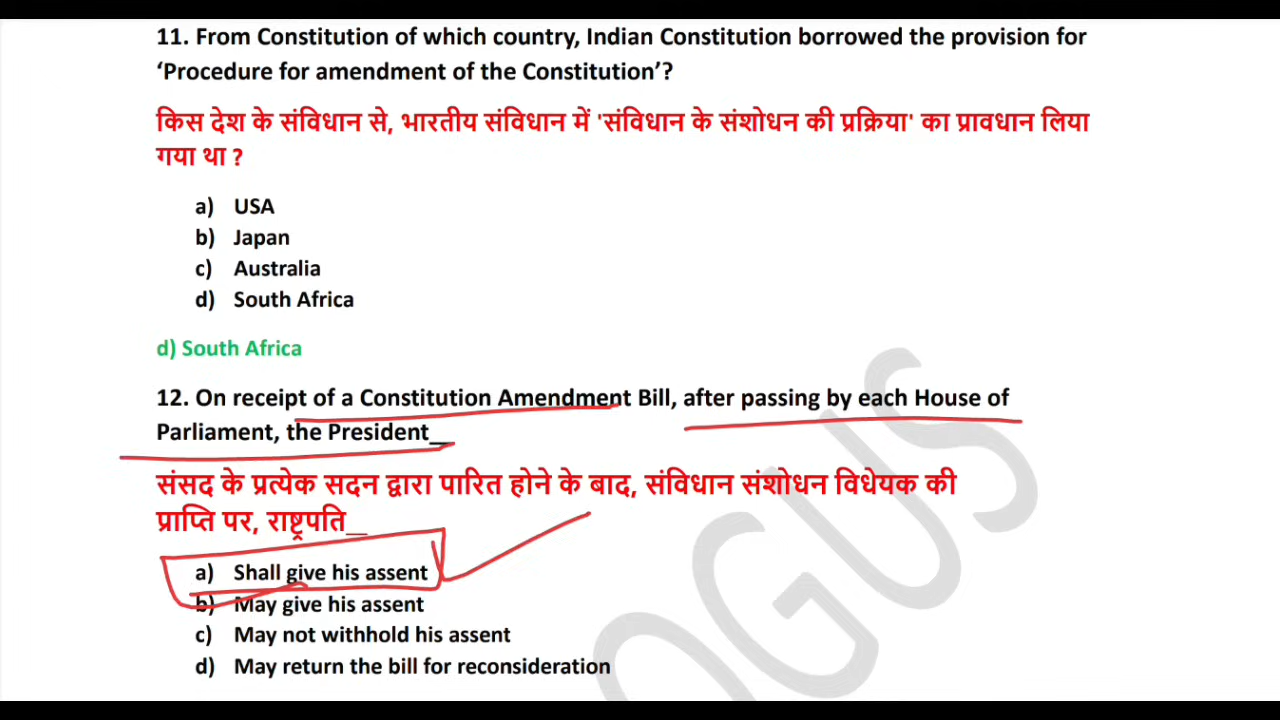 11. From Constitution of which country, Indian Constitution borrowed the provision for
‘Procedure for amendment of the Constitution’?
किस देश के संविधान से, भारतीय संविधान में 'संविधान के संशोधन की प्रक्रिया' का प्रावधान लिया
गया था ?
a) USA
b) Japan
c) Australia
d) South Africa
d) South Africa
12. On receipt of a Constitution Amendment Bill, after passing by each House of
Parliament, the President__
संसद के प्रत्येक सदन द्वारा पारित होने के बाद, संविधान संशोधन विधेयक की
प्राप्ति पर, राष्ट्रपति__
a) Shall give his assent
b) May give his assent
c) May not withhold his assent
d) May return the bill for reconsideration